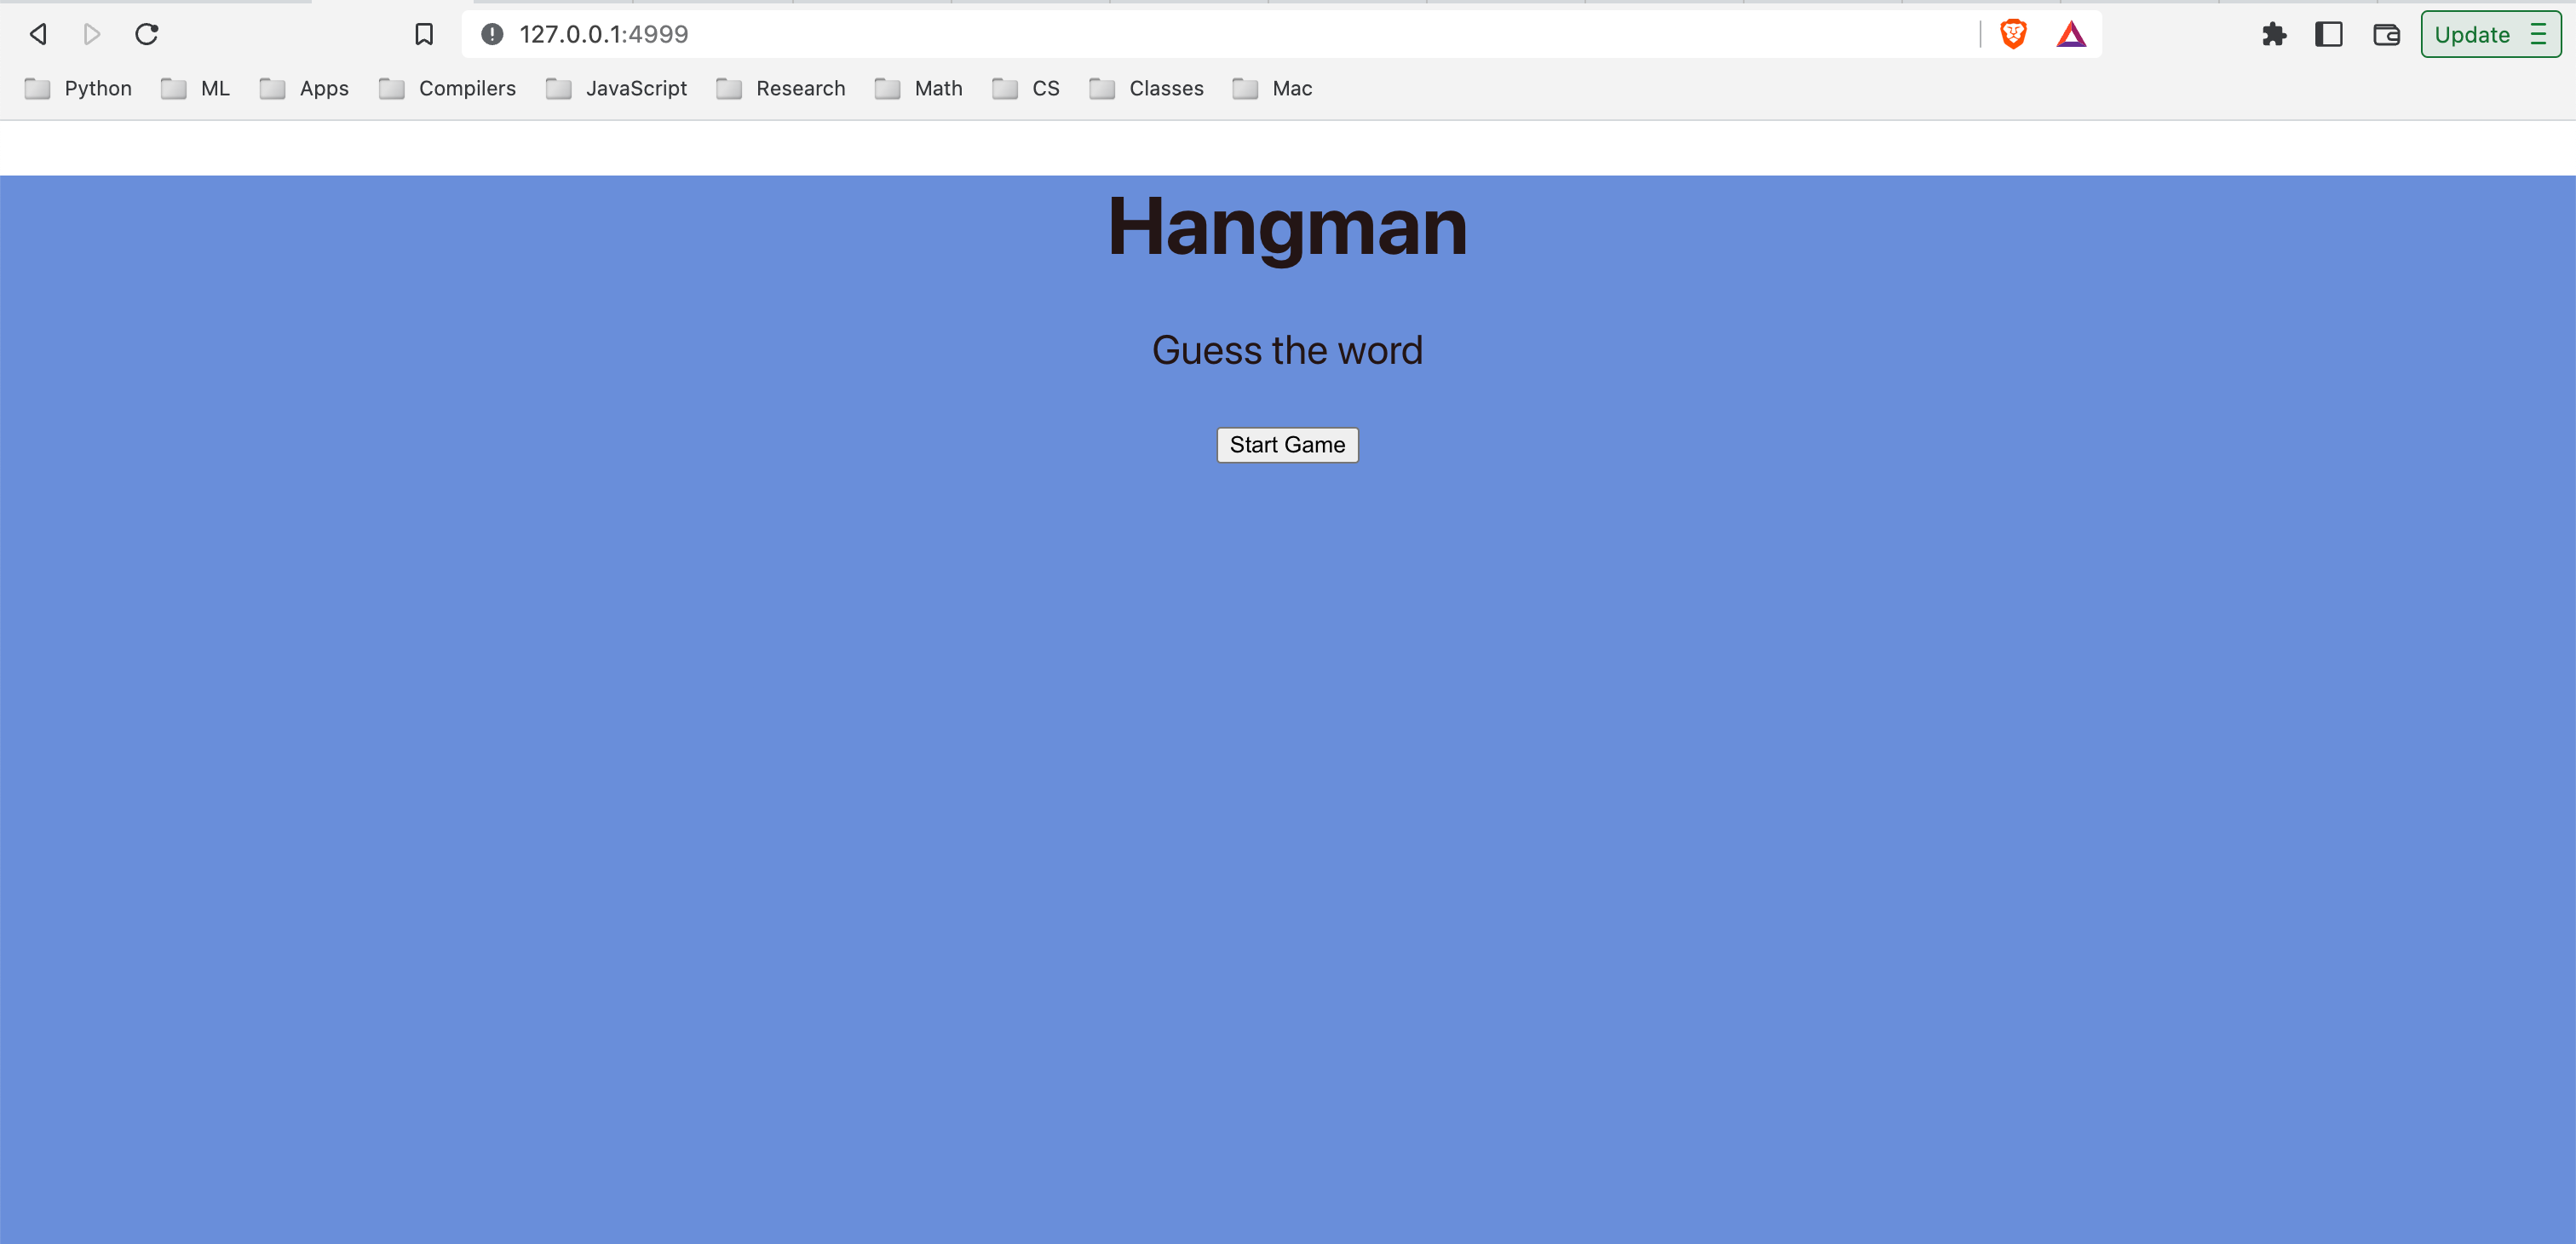 127.0.0.1:4999
Update
Python ML Apps Compilers JavaScript Research Math CS Classes Mac
Hangman
Guess the word
Start Game